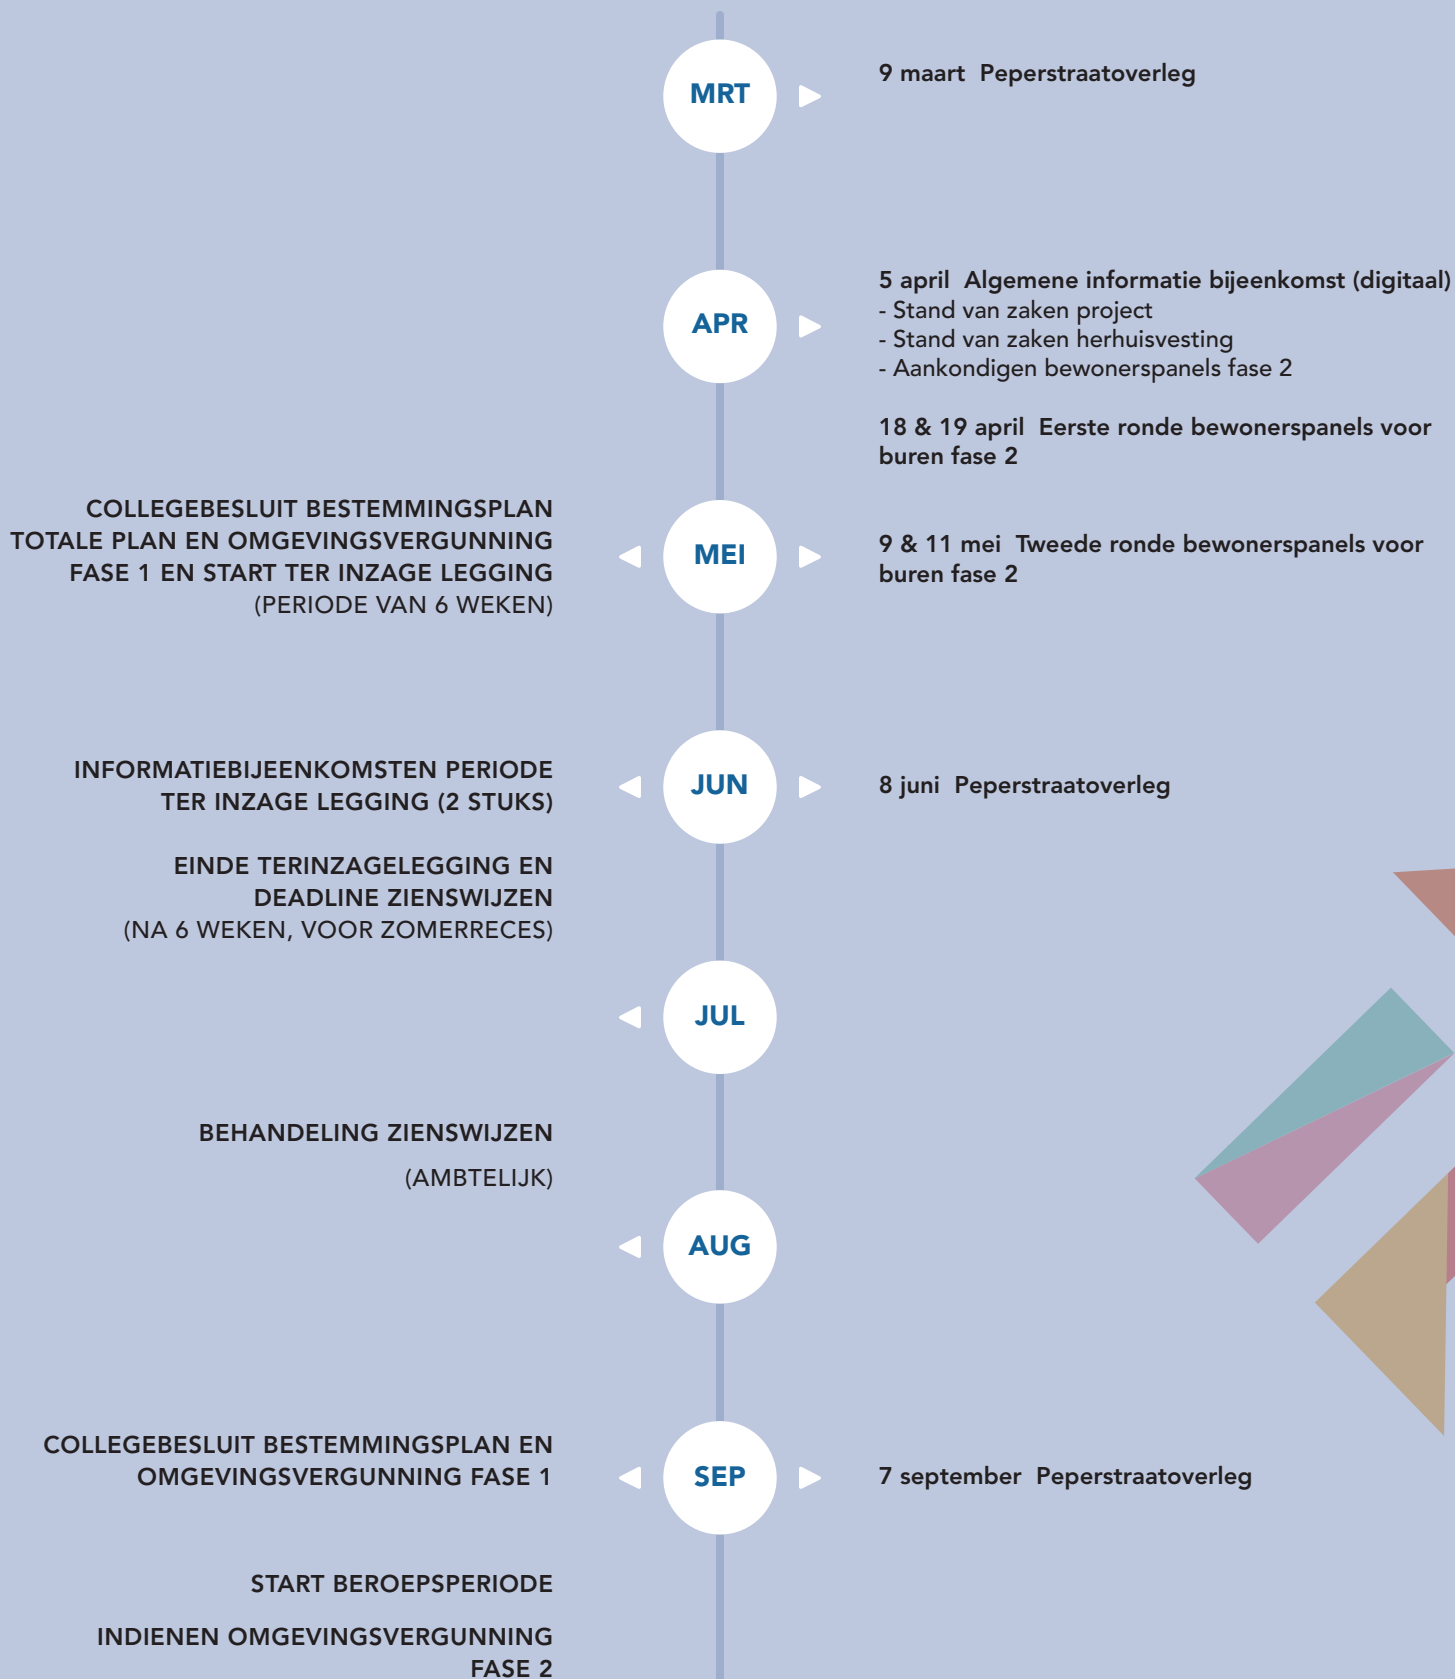 MRT
9 maart Peperstraatoverleg
APR
5 april Algemene informatie bijeenkomst (digitaal)
- Stand van zaken project
- Stand van zaken herhuisvesting
- Aankondigen bewonerspanels fase 2
18 & 19 april Eerste ronde bewonerspanels voor
buren fase 2
COLLEGEBESLUIT BESTEMMINGSPLAN
TOTALE PLAN EN OMGEVINGSVERGUNNING
FASE 1 EN START TER INZAGE LEGGING
(PERIODE VAN 6 WEKEN)
MEI
9 & 11 mei Tweede ronde bewonerspanels voor
buren fase 2
INFORMATIEBIJEENKOMSTEN PERIODE
TER INZAGE LEGGING (2 STUKS)
JUN
8 juni Peperstraatoverleg
EINDE TERINZAGELEGGING EN
DEADLINE ZIENSWIJZEN
(NA 6 WEKEN, VOOR ZOMERRECES)
JUL
BEHANDELING ZIENSWIJZEN
(AMBTELIJK)
AUG
COLLEGEBESLUIT BESTEMMINGSPLAN EN
OMGEVINGSVERGUNNING FASE 1
SEP
7 september Peperstraatoverleg
START BEROEPSPERIODE
INDIENEN OMGEVINGSVERGUNNING
FASE 2